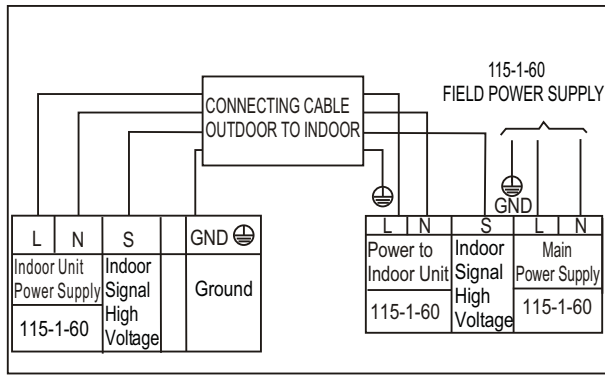 115-1-60
FIELD POWER SUPPLY
CONNECTING CABLE
OUTDOOR TO INDOOR
GND
L N S GND
Indoor Unit
Power Supply
115-1-60
Indoor
Signal
High
Voltage
Ground
L N S L N
Power to
Indoor Unit
115-1-60
Indoor
Signal
High
Voltage
Main
Power Supply
115-1-60